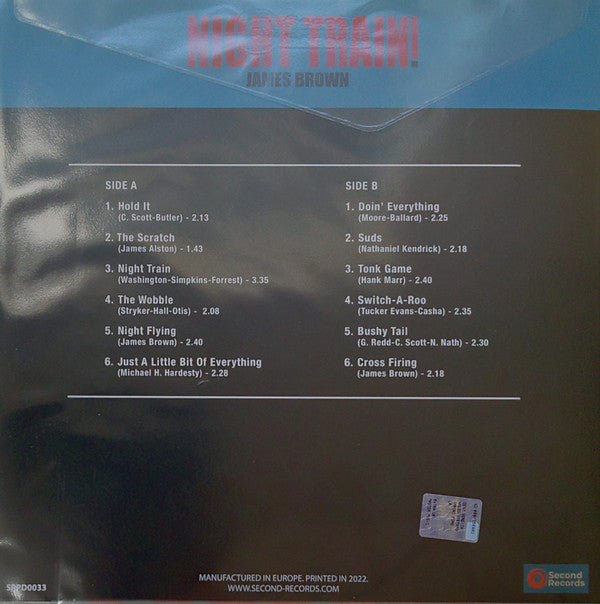 NIGHT TRAIN!
JAMES BROWN
SIDE A
1. Hold It
(C. Scott-Butler) - 2.13
2. The Scratch
(James Alston) - 1.43
3. Night Train
(Washington-Simpkins-Forrest) - 3.35
4. The Wobble
(Stryker-Hall-Otis) - 2.08
5. Night Flying
(James Brown) - 2.40
6. Just A Little Bit Of Everything
(Michael H. Hardesty) - 2.28
SIDE B
1. Doin' Everything
(Moore-Ballard) - 2.25
2. Suds
(Nathaniel Kendrick) - 2.18
3. Tonk Game
(Hank Marr) - 2.40
4. Switch-A-Roo
(Tucker Evans-Casha) - 2.35
5. Bushy Tail
(G. Redd-C. Scott-N. Nath) - 2.30
6. Cross Firing
(James Brown) - 2.18
SRPD0033
MANUFACTURED IN EUROPE. PRINTED IN 2022.
WWW.SECOND-RECORDS.COM
Second
Records